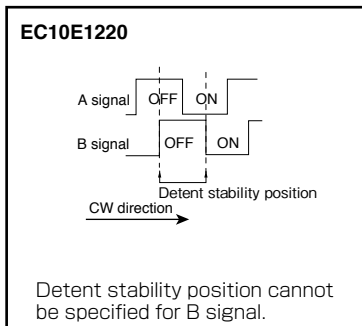 EC10E1220
A signal OFF ON
B signal OFF ON
Detent stability position
CW direction
Detent stability position cannot
be specified for B signal.